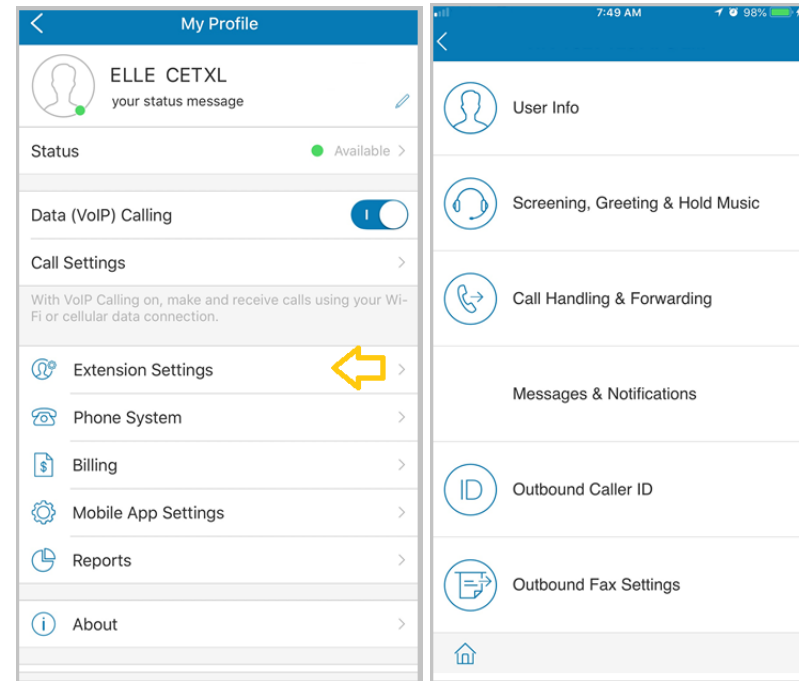 My Profile
ELLE CETXL
your status message
Status
Available
Data (VoIP) Calling
I
Call Settings
With VoIP Calling on, make and receive calls using your Wi-
Fi or cellular data connection.
Extension Settings
Phone System
$ Billing
Mobile App Settings
Reports
i About
7:49 AM 98%
User Info
Screening, Greeting & Hold Music
Call Handling & Forwarding
Messages & Notifications
ID Outbound Caller ID
Outbound Fax Settings